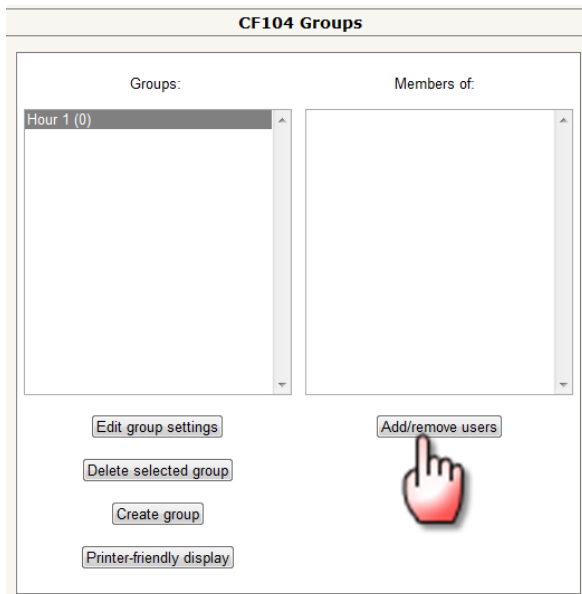 CF104 Groups
Groups:
Members of:
Hour 1 (0)
Edit group settings
Add/remove users
Delete selected group
Create group
Printer-friendly display